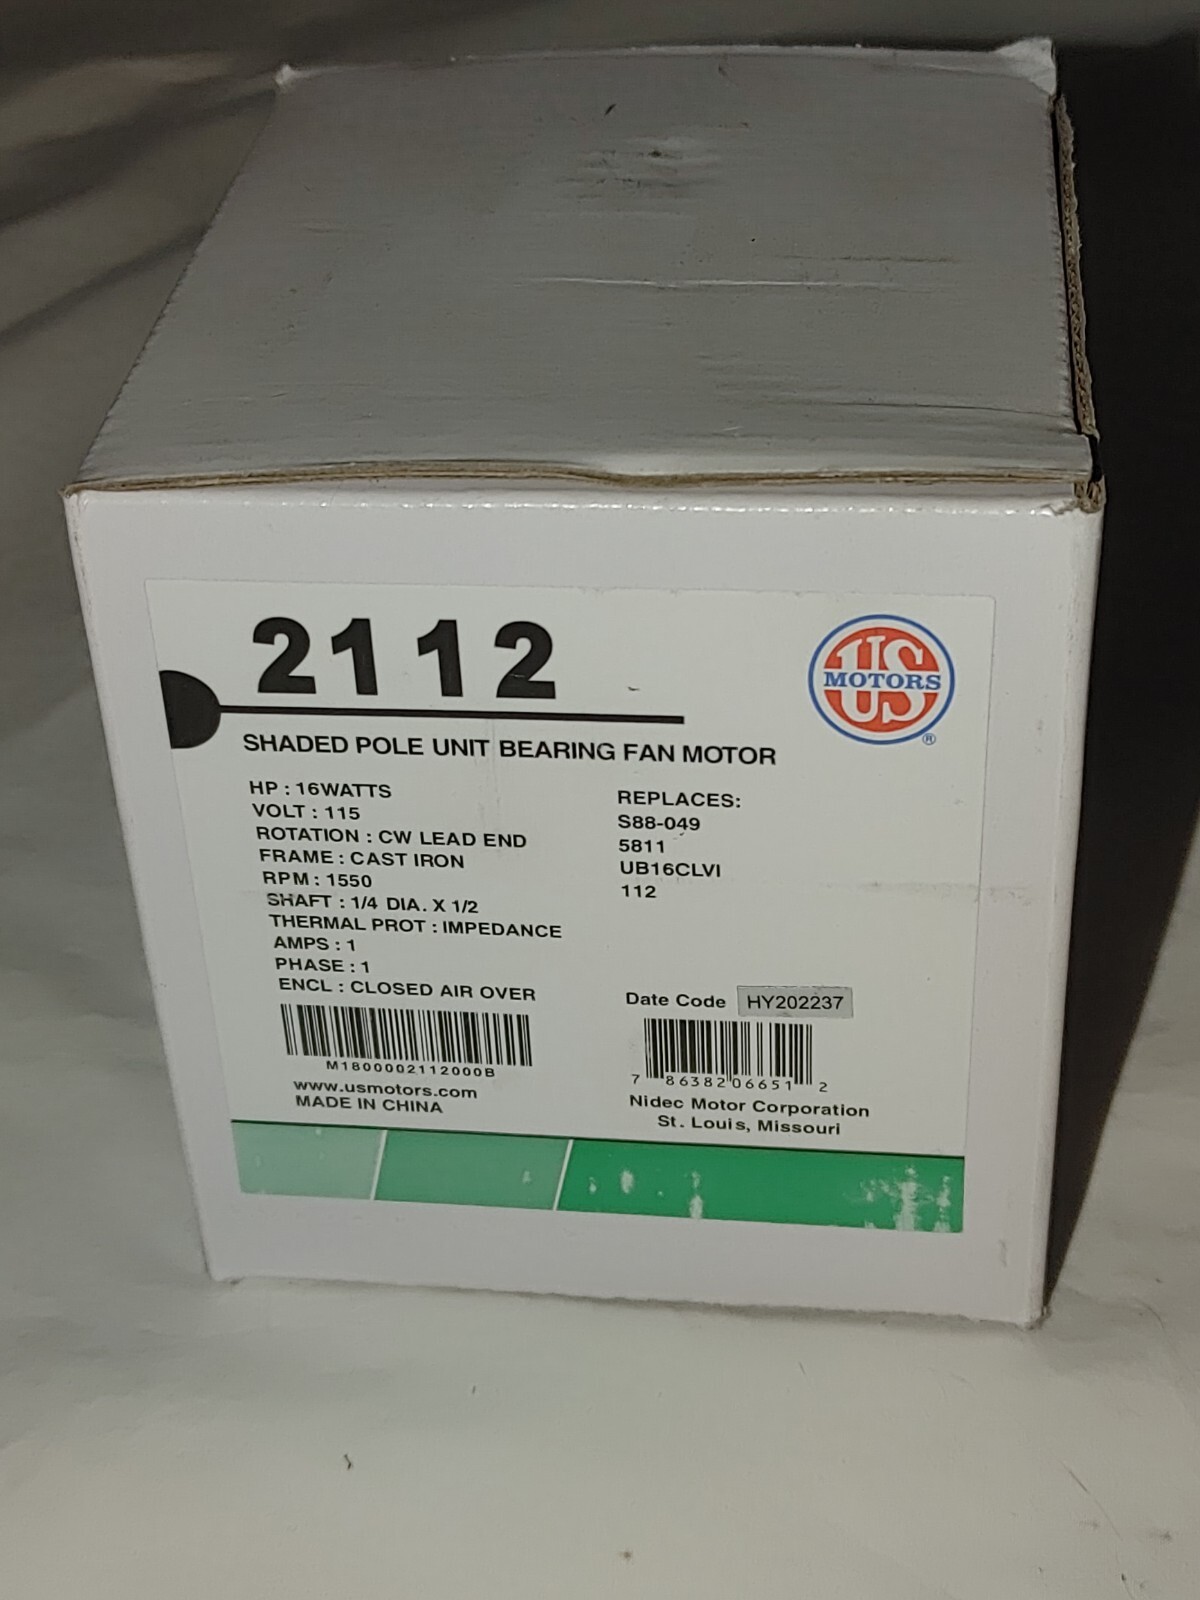 2112
US
MOTORS
®
SHADED POLE UNIT BEARING FAN MOTOR
HP : 16WATTS
VOLT : 115
ROTATION : CW LEAD END
FRAME : CAST IRON
RPM : 1550
SHAFT : 1/4 DIA. X 1/2
THERMAL PROT : IMPEDANCE
AMPS : 1
PHASE : 1
ENCL : CLOSED AIR OVER
M1800002112000B
www.usmotors.com
MADE IN CHINA
REPLACES:
S88-049
5811
UB16CLVI
112
Date Code HY202237
7 86382 06651 2
Nidec Motor Corporation
St. Louis, Missouri